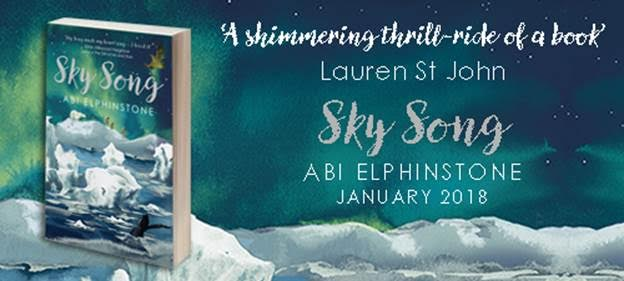 Sky Song
ABI ELPHINSTONE
'A shimmering thrill-ride of a book'
Lauren St John
Sky Song
ABI ELPHINSTONE
JANUARY 2018